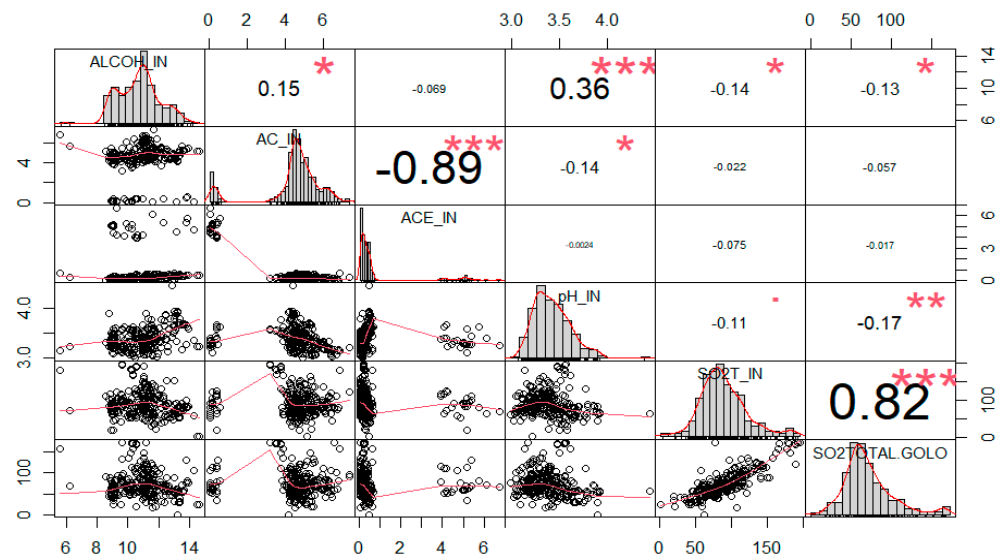 0 2 4 6 3.0 3.5 4.0 0 50 100
ALCOH_IN 0.15 * -0.069 0.36 *** -0.14 * -0.13 * 6 8 10 12 14
0 4 AC_IN -0.89 *** -0.14 * -0.022 -0.057
ACE_IN -0.0024 -0.075 -0.017 0 3 6
3.0 4.0 pH_IN -0.11 . -0.17 **
SO2T_IN 0.82 *** 0 100
0 100 SO2TOTAL.GOLO
6 8 10 12 14 0 2 4 6 0 50 150